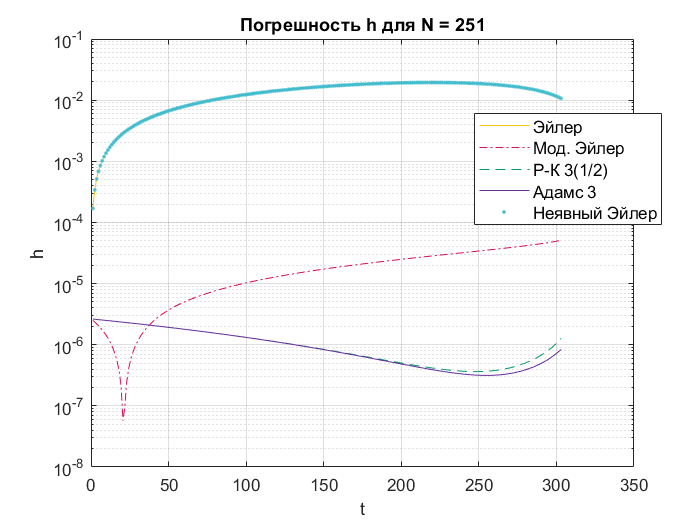 Погрешность h для N = 251
10^-1
10^-2
10^-3
10^-4
10^-5
10^-6
10^-7
10^-8
h
Эйлер
Мод. Эйлер
Р-К 3(1/2)
Адамс 3
Неявный Эйлер
0 50 100 150 200 250 300 350
t